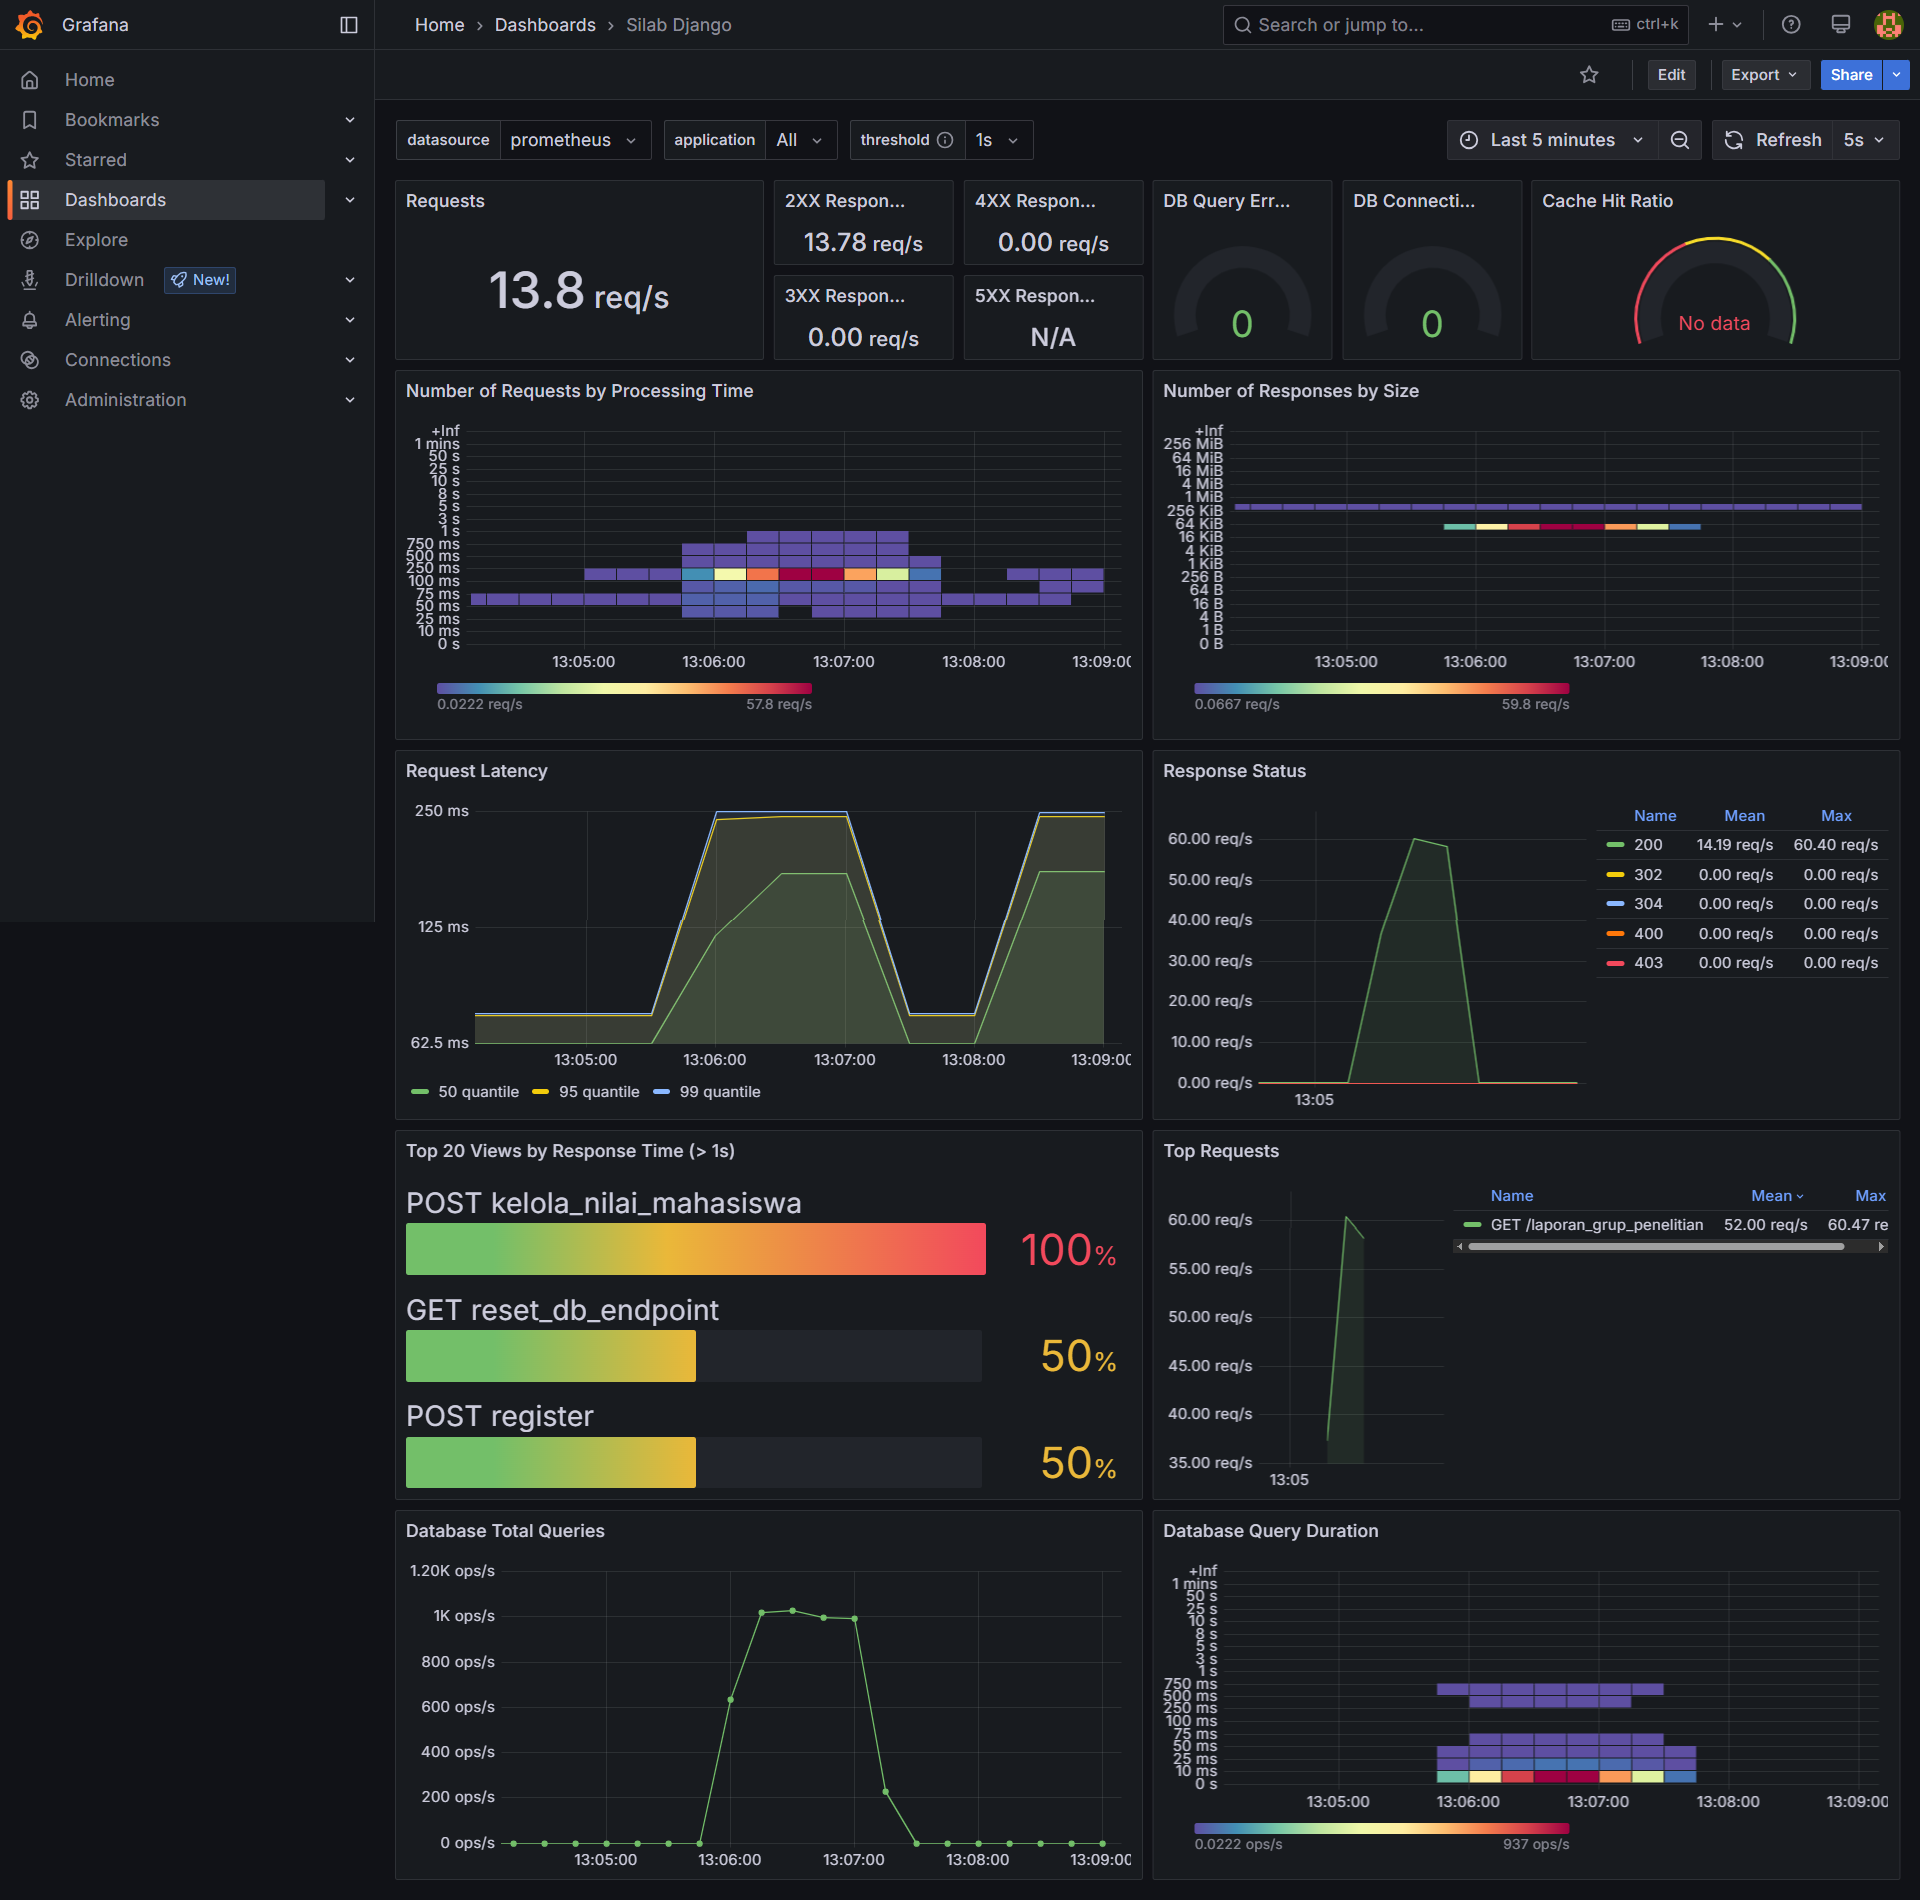 Grafana
Home › Dashboards › Silab Django
Search or jump to... ctrl+k
Home
Bookmarks
Starred
Dashboards
Explore
Drilldown New!
Alerting
Connections
Administration
Edit Export Share
datasource prometheus application All threshold 1s Last 5 minutes Refresh 5s
Requests
13.8 req/s
2XX Respon...
13.78 req/s
4XX Respon...
0.00 req/s
3XX Respon...
0.00 req/s
5XX Respon...
N/A
DB Query Err...
0
DB Connecti...
0
Cache Hit Ratio
No data
Number of Requests by Processing Time
+Inf
1 mins
50 s
25 s
10 s
8 s
5 s
3 s
1 s
750 ms
500 ms
250 ms
100 ms
75 ms
50 ms
25 ms
10 ms
0 s
13:05:00 13:06:00 13:07:00 13:08:00 13:09:00
0.0222 req/s 57.8 req/s
Number of Responses by Size
+Inf
256 MiB
64 MiB
16 MiB
4 MiB
1 MiB
256 KiB
64 KiB
16 KiB
4 KiB
1 KiB
256 B
64 B
16 B
4 B
1 B
0 B
13:05:00 13:06:00 13:07:00 13:08:00 13:09:00
0.0667 req/s 59.8 req/s
Request Latency
250 ms
125 ms
62.5 ms
13:05:00 13:06:00 13:07:00 13:08:00 13:09:00
50 quantile 95 quantile 99 quantile
Response Status
60.00 req/s
50.00 req/s
40.00 req/s
30.00 req/s
20.00 req/s
10.00 req/s
0.00 req/s
13:05
Name Mean Max
200 14.19 req/s 60.40 req/s
302 0.00 req/s 0.00 req/s
304 0.00 req/s 0.00 req/s
400 0.00 req/s 0.00 req/s
403 0.00 req/s 0.00 req/s
Top 20 Views by Response Time (> 1s)
POST kelola_nilai_mahasiswa
100%
GET reset_db_endpoint
50%
POST register
50%
Top Requests
60.00 req/s
55.00 req/s
50.00 req/s
45.00 req/s
40.00 req/s
35.00 req/s
13:05
Name Mean Max
GET /laporan_grup_penelitian 52.00 req/s 60.47 re
Database Total Queries
1.20K ops/s
1K ops/s
800 ops/s
600 ops/s
400 ops/s
200 ops/s
0 ops/s
13:05:00 13:06:00 13:07:00 13:08:00 13:09:00
Database Query Duration
+Inf
1 mins
50 s
25 s
10 s
8 s
5 s
3 s
1 s
750 ms
500 ms
250 ms
100 ms
75 ms
50 ms
25 ms
10 ms
0 s
13:05:00 13:06:00 13:07:00 13:08:00 13:09:00
0.0222 ops/s 937 ops/s